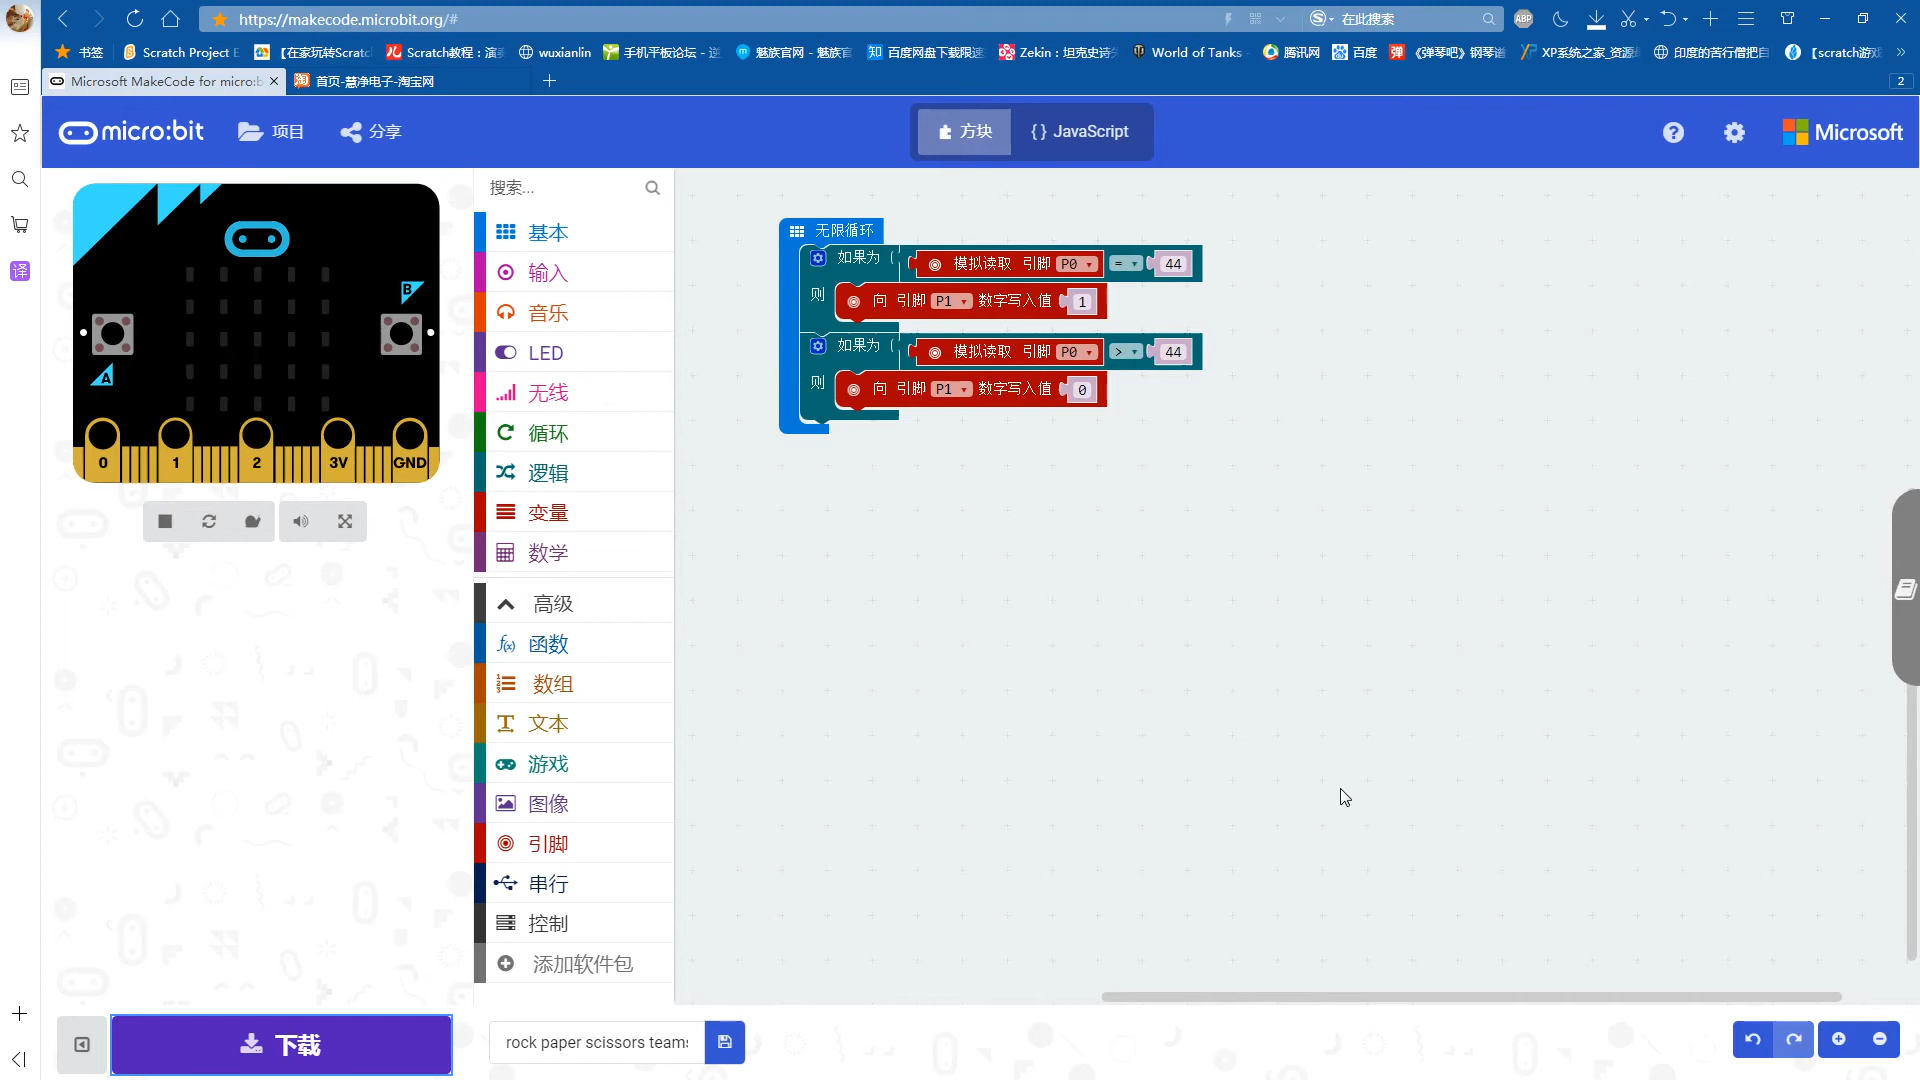 https://makecode.microbit.org/#
在此搜索
ABP
书签
Scratch Project E
【在家玩转Scratch
Scratch教程：演
wuxianlin
手机平板论坛 - 逆
魅族官网 - 魅族官
百度网盘下载限速
Zekin：坦克史诗
World of Tanks
腾讯网
百度
《弹琴吧》钢琴谱
XP系统之家_资源
印度的苦行僧把自
【scratch游戏
Microsoft MakeCode for micro:b
首页-慧净电子-淘宝网
2
译
micro:bit
项目
分享
方块
{} JavaScript
Microsoft
搜索...
基本
输入
音乐
LED
无线
循环
逻辑
变量
数学
高级
函数
数组
文本
游戏
图像
引脚
串行
控制
添加软件包
A
B
0 1 2 3V GND
无限循环
如果为 模拟读取 引脚 P0 = 44
则 向 引脚 P1 数字写入值 1
如果为 模拟读取 引脚 P0 > 44
则 向 引脚 P1 数字写入值 0
下载
rock paper scissors teams